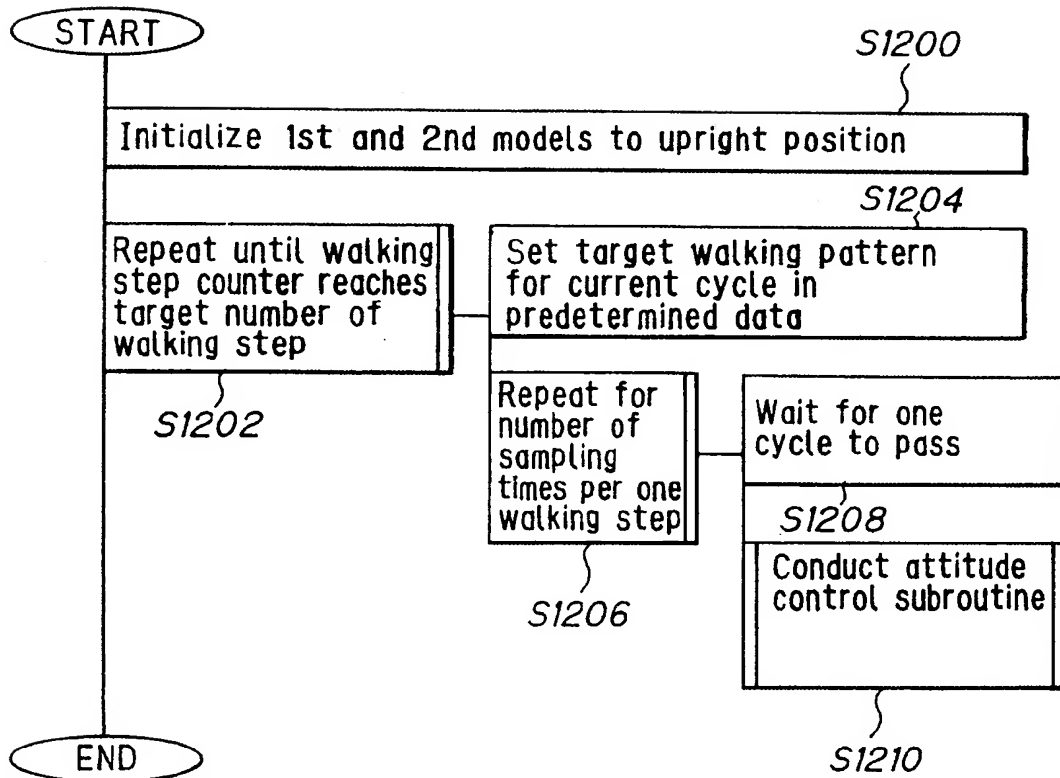 START
S1200
Initialize 1st and 2nd models to upright position
S1204
Repeat until walking
step counter reaches
target number of
walking step
S1202
Set target walking pattern
for current cycle in
predetermined data
Repeat for
number of
sampling
times per one
walking step
S1206
Wait for one
cycle to pass
S1208
Conduct attitude
control subroutine
S1210
END